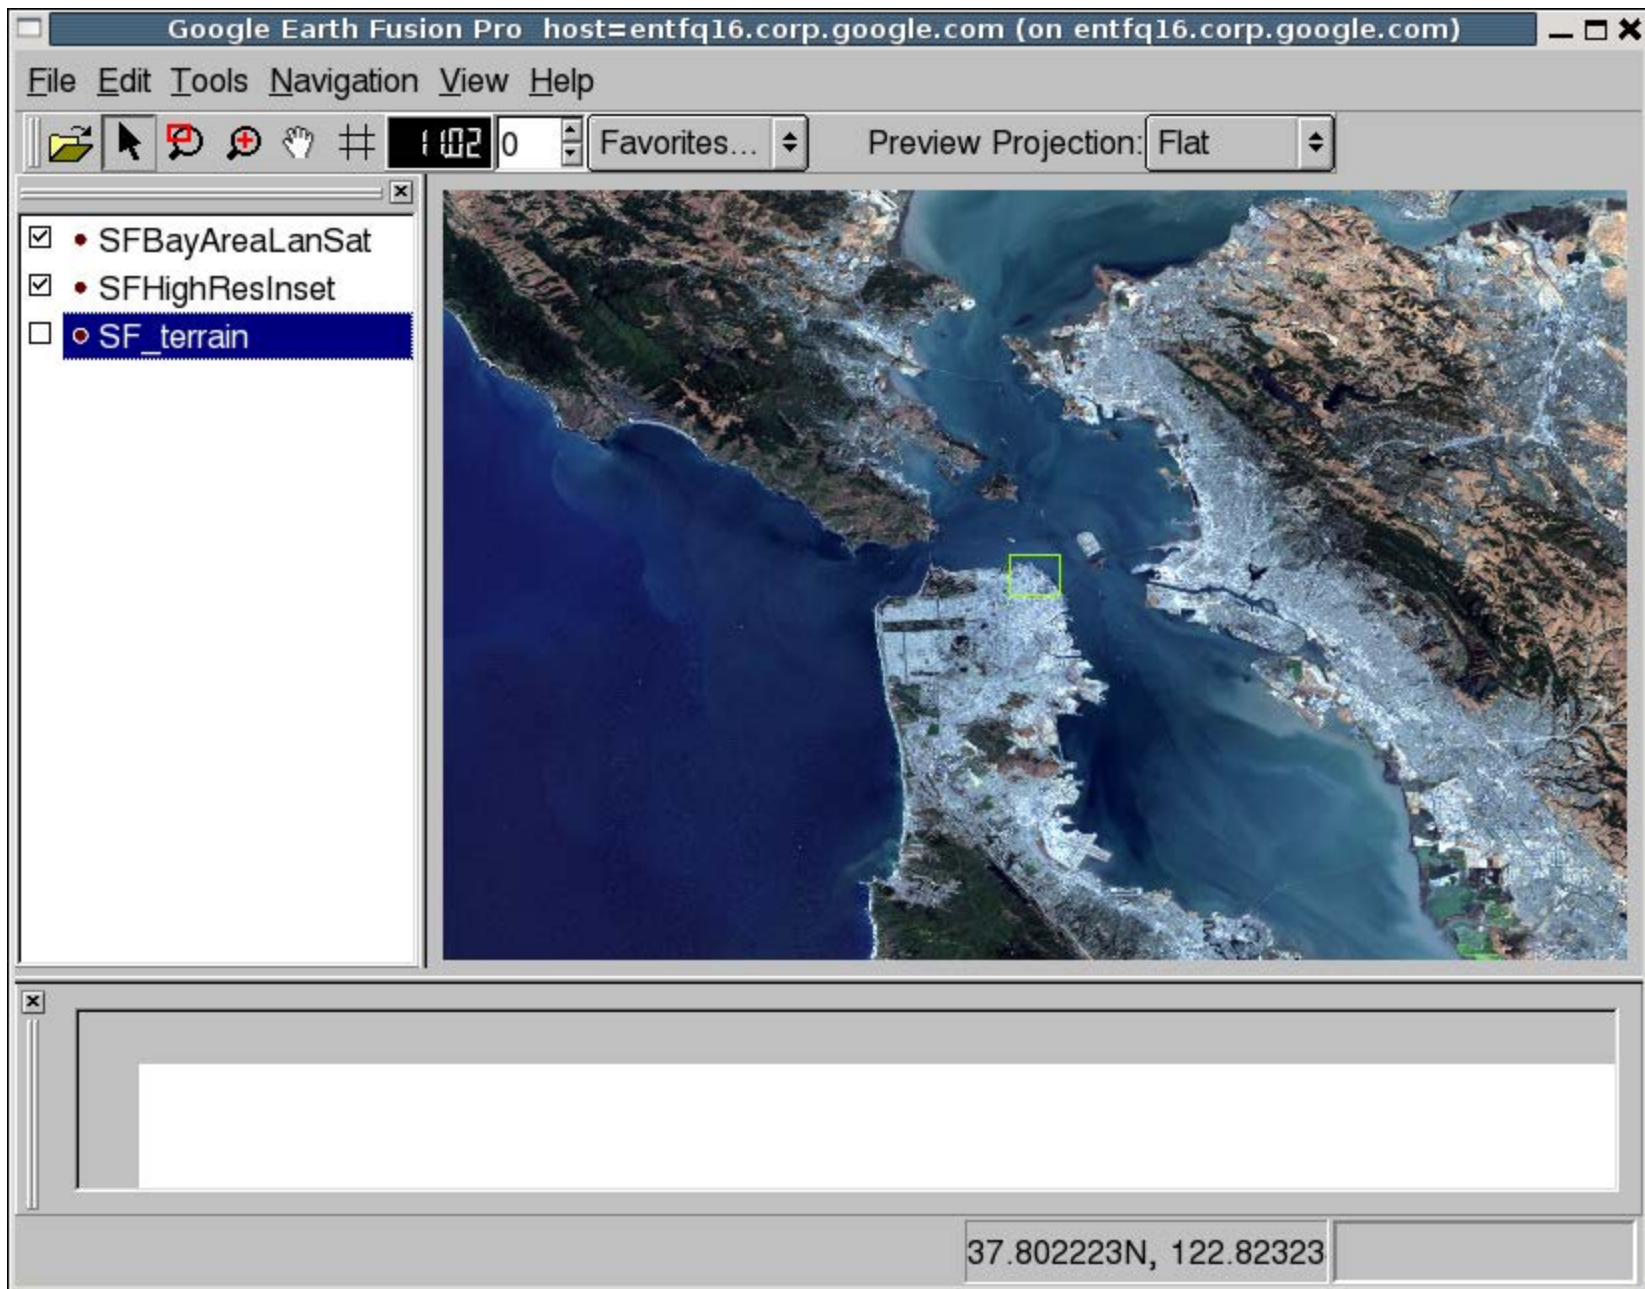 Google Earth Fusion Pro host=entfq16.corp.google.com (on entfq16.corp.google.com)
File Edit Tools Navigation View Help
1102 0 Favorites... Preview Projection: Flat
SFBayAreaLanSat
SFHighResInset
SF_terrain
37.802223N, 122.82323